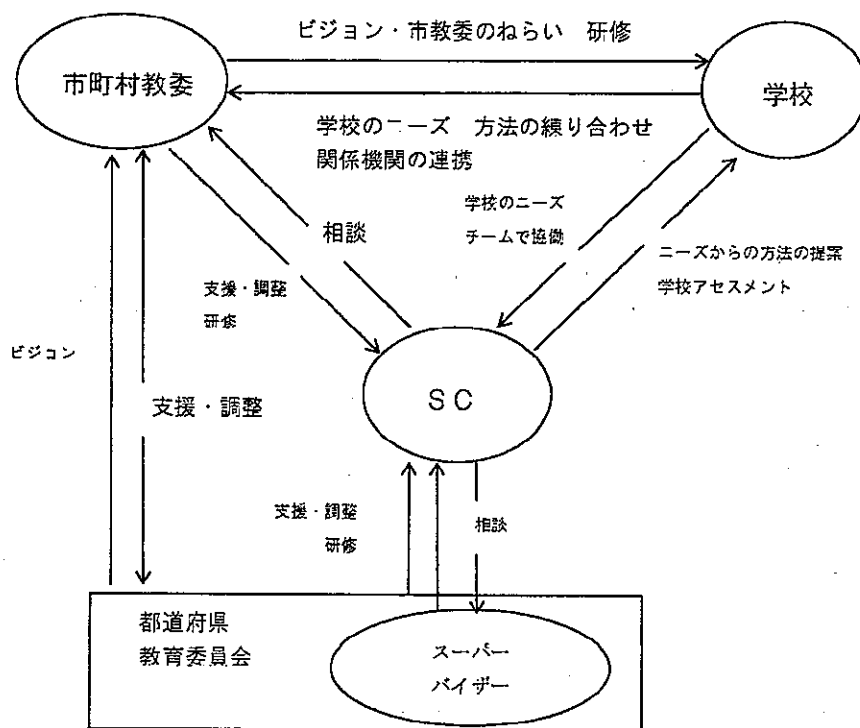 ビジョン・市教委のねらい 研修
市町村教委
学校
学校のニーズ 方法の練り合わせ
関係機関の連携
学校のニーズ
チームで協働
相談
ニーズからの方法の提案
学校アセスメント
支援・調整
研修
ビジョン
SC
支援・調整
支援・調整
研修
相談
都道府県
教育委員会
スーパー
バイザー